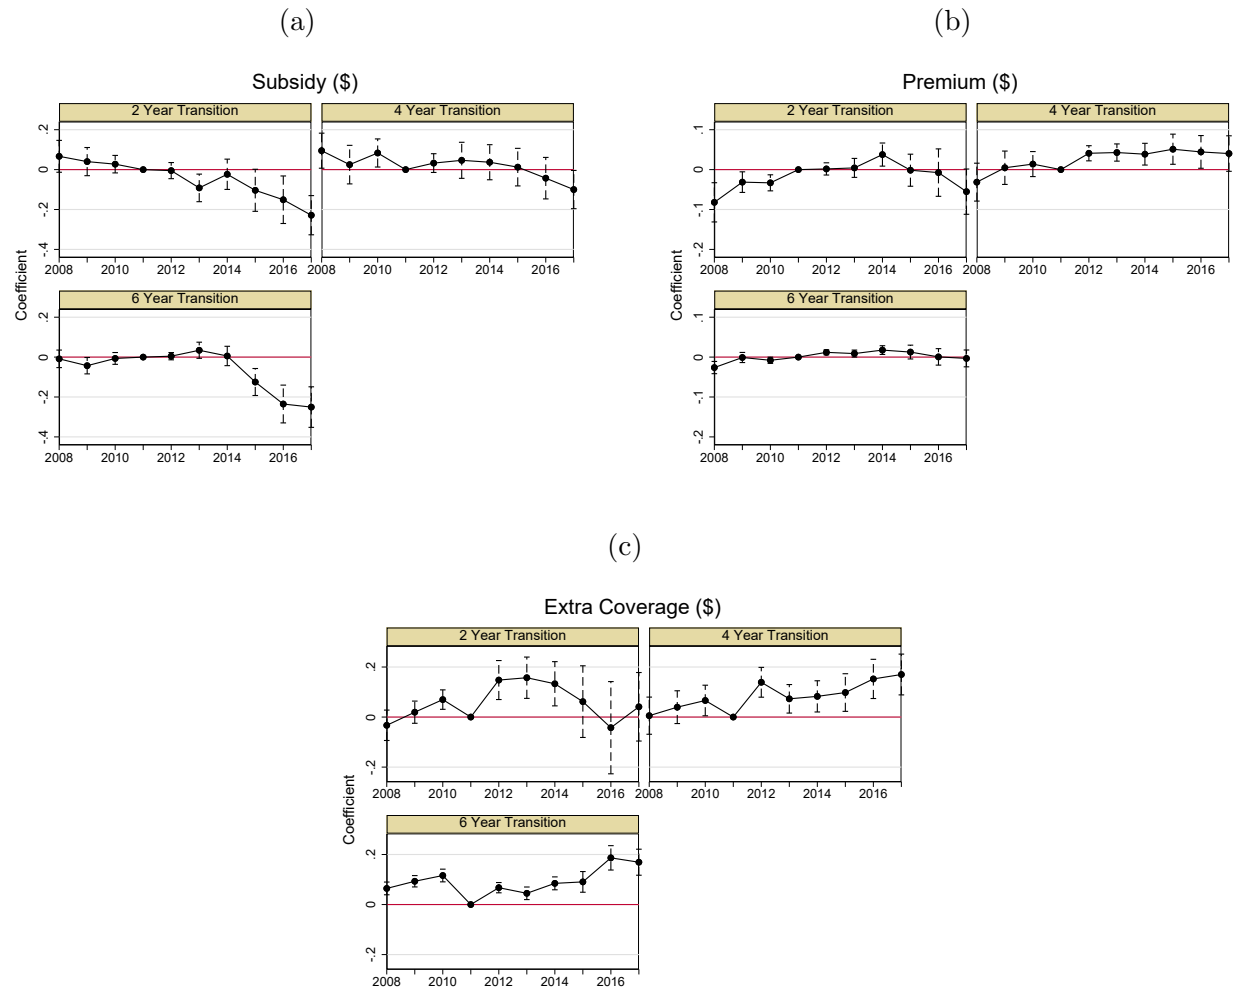 (a)
Subsidy ($)
2 Year Transition
4 Year Transition
.2
0
-.2
-.4
2008 2010 2012 2014 2016 2008 2010 2012 2014 2016
6 Year Transition
.2
0
-.2
-.4
2008 2010 2012 2014 2016
Coefficient
(b)
Premium ($)
2 Year Transition
4 Year Transition
.1
0
-.1
-.2
2008 2010 2012 2014 2016 2008 2010 2012 2014 2016
6 Year Transition
.1
0
-.1
-.2
2008 2010 2012 2014 2016
Coefficient
(c)
Extra Coverage ($)
2 Year Transition
4 Year Transition
.2
0
-.2
2008 2010 2012 2014 2016 2008 2010 2012 2014 2016
6 Year Transition
.2
0
-.2
2008 2010 2012 2014 2016
Coefficient